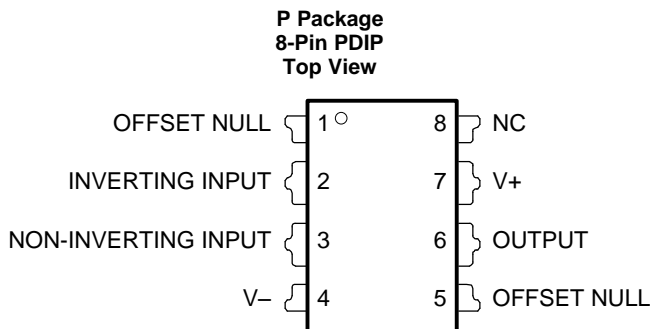 P Package
8-Pin PDIP
Top View
OFFSET NULL 1 8 NC
INVERTING INPUT 2 7 V+
NON-INVERTING INPUT 3 6 OUTPUT
V– 4 5 OFFSET NULL